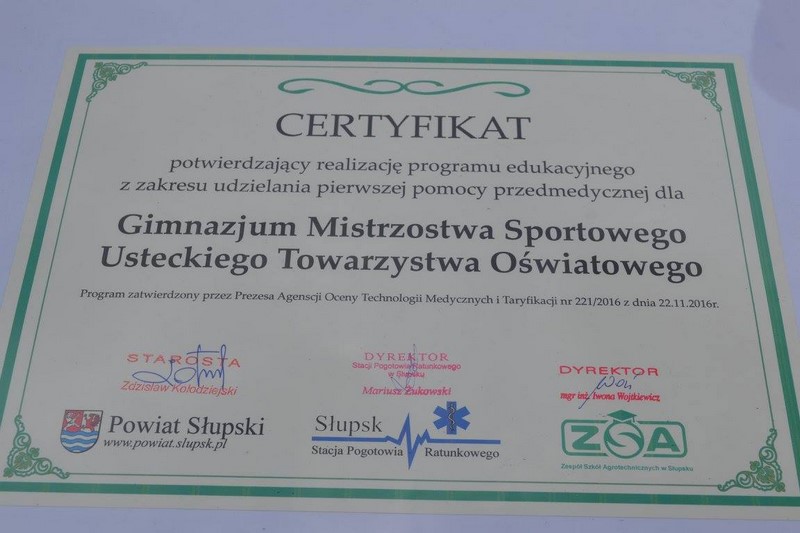 CERTYFIKAT
potwierdzający realizację programu edukacyjnego
z zakresu udzielania pierwszej pomocy przedmedycznej dla
Gimnazjum Mistrzostwa Sportowego
Usteckiego Towarzystwa Oświatowego
Program zatwierdzony przez Prezesa Agenscji Oceny Technologii Medycznych i Taryfikacji nr 221/2016 z dnia 22.11.2016r.
STAROSTA
Zdzisław Kołodziejski
DYREKTOR
Stacji Pogotowia Ratunkowego
w Słupsku
Mariusz Żukowski
DYREKTOR
mgr inż. Iwona Wojtkiewicz
Powiat Słupski
www.powiat.słupsk.pl
Słupsk
Stacja Pogotowia Ratunkowego
ZSA
Zespół Szkół Agrotechnicznych w Słupsku